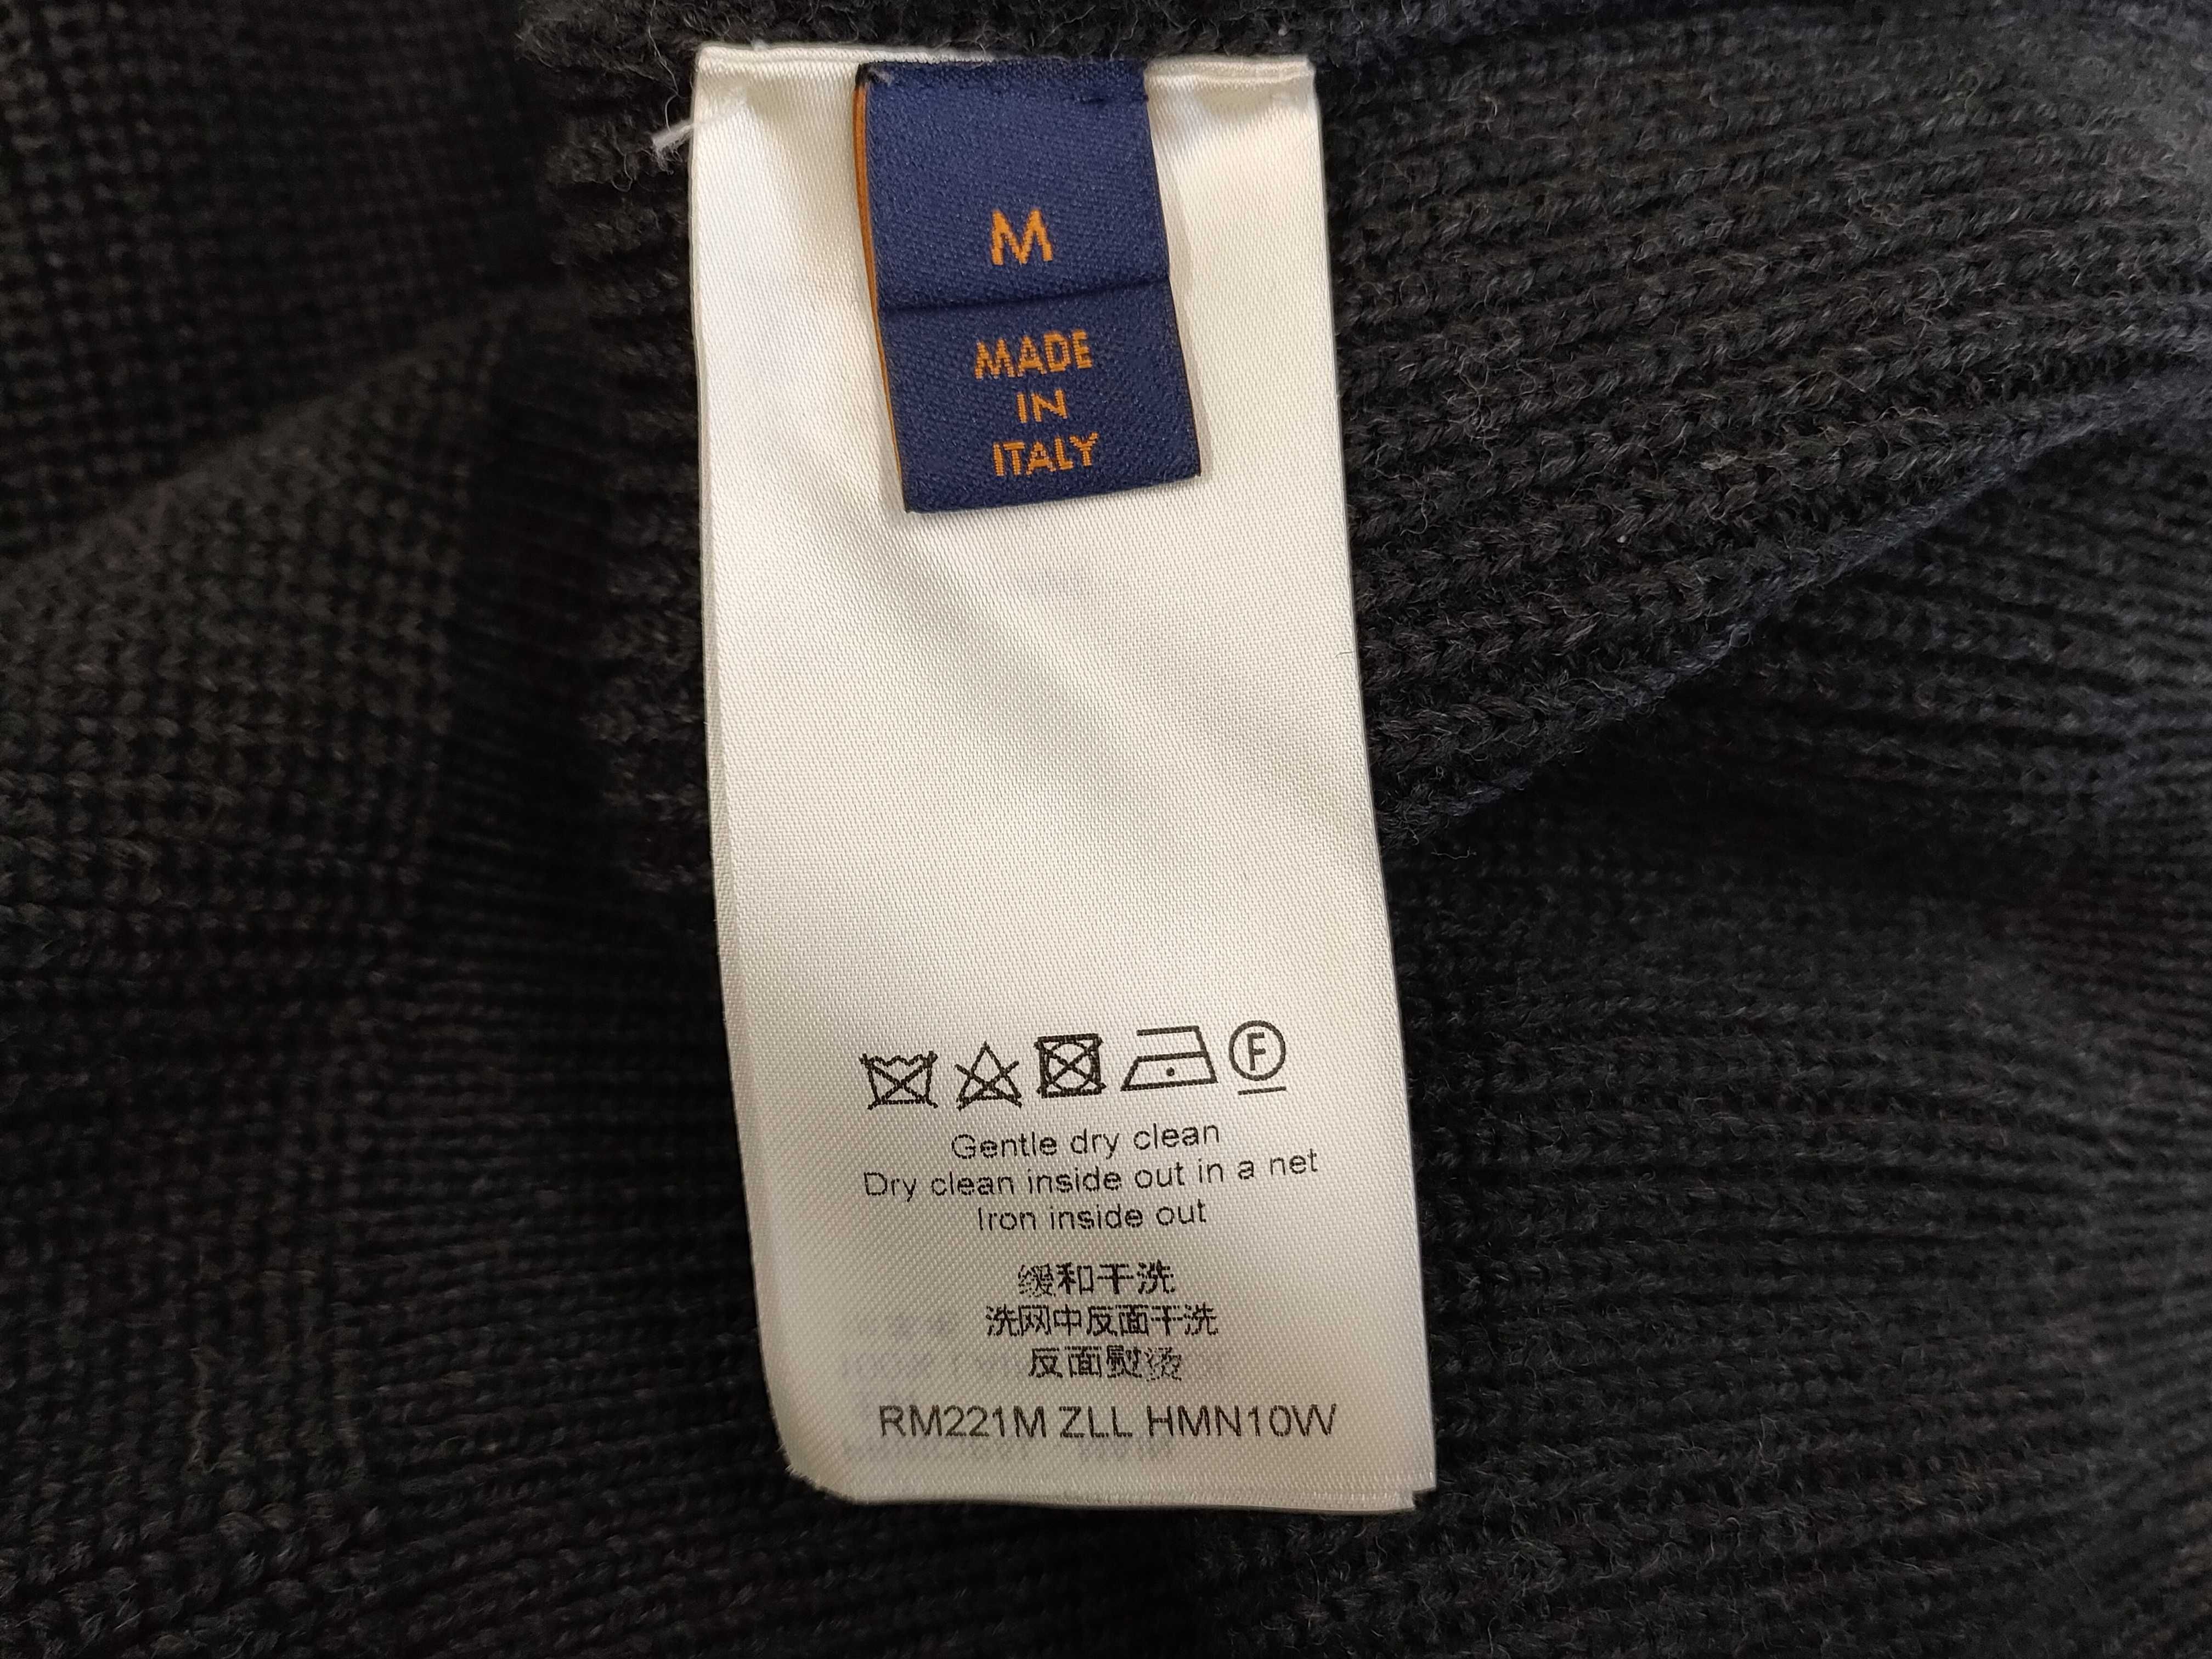 M
MADE
IN
ITALY
F
Gentle dry clean
Dry clean inside out in a net
Iron inside out
缓和干洗
洗网中反面干洗
反面熨烫
RM221M ZLL HMN10W